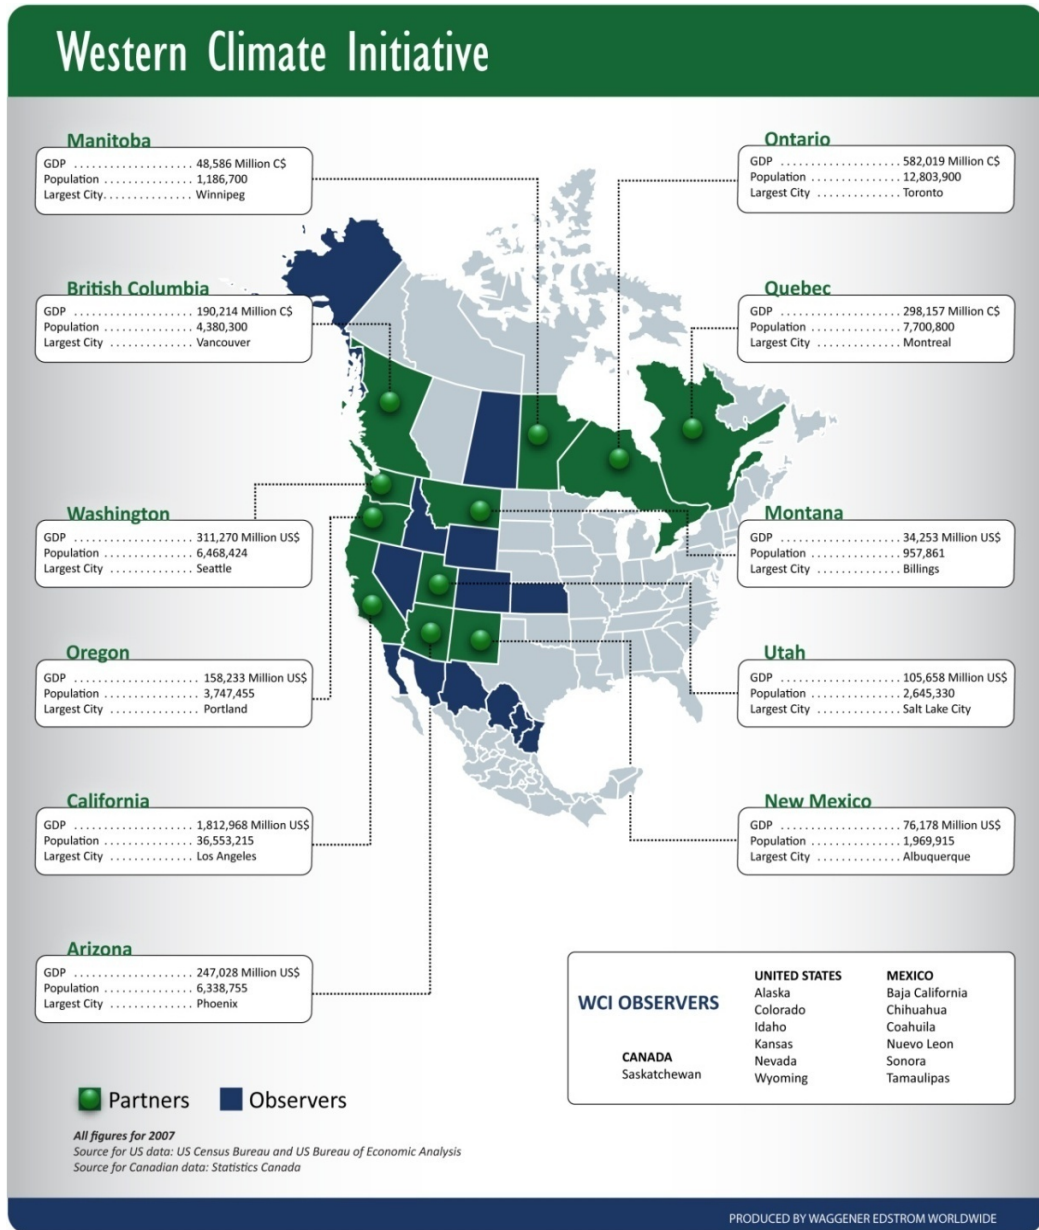 Western Climate Initiative
Manitoba
GDP ................... 48,586 Million C$
Population ............... 1,186,700
Largest City.............. Winnipeg
British Columbia
GDP ................... 190,214 Million C$
Population ............... 4,380,300
Largest City .............. Vancouver
Washington
GDP ................... 311,270 Million US$
Population ............... 6,468,424
Largest City .............. Seattle
Oregon
GDP ................... 158,233 Million US$
Population ............... 3,747,455
Largest City .............. Portland
California
GDP ................... 1,812,968 Million US$
Population ............... 36,553,215
Largest City .............. Los Angeles
Arizona
GDP ................... 247,028 Million US$
Population ............... 6,338,755
Largest City .............. Phoenix
Ontario
GDP ................... 582,019 Million C$
Population ............... 12,803,900
Largest City .............. Toronto
Quebec
GDP ................... 298,157 Million C$
Population ............... 7,700,800
Largest City .............. Montreal
Montana
GDP ................... 34,253 Million US$
Population ............... 957,861
Largest City .............. Billings
Utah
GDP ................... 105,658 Million US$
Population ............... 2,645,330
Largest City .............. Salt Lake City
New Mexico
GDP ................... 76,178 Million US$
Population ............... 1,969,915
Largest City .............. Albuquerque
WCI OBSERVERS
CANADA
Saskatchewan
UNITED STATES
Alaska
Colorado
Idaho
Kansas
Nevada
Wyoming
MEXICO
Baja California
Chihuahua
Coahuila
Nuevo Leon
Sonora
Tamaulipas
Partners
Observers
All figures for 2007
Source for US data: US Census Bureau and US Bureau of Economic Analysis
Source for Canadian data: Statistics Canada
PRODUCED BY WAGGENER EDSTROM WORLDWIDE